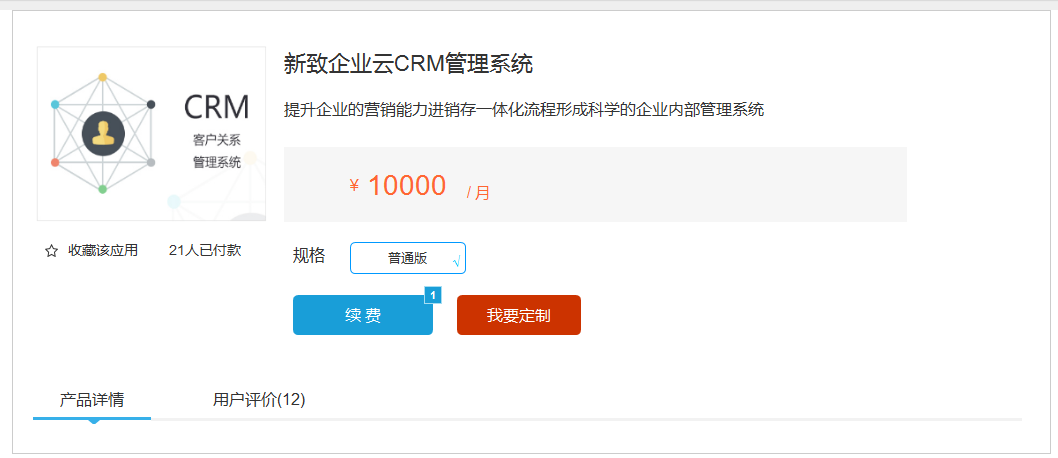 新致企业云CRM管理系统
提升企业的营销能力进销存一体化流程形成科学的企业内部管理系统
CRM
客户关系
管理系统
¥ 10000 / 月
收藏该应用 21人已付款
规格 普通版 √
续 费 1 我要定制
产品详情 用户评价(12)